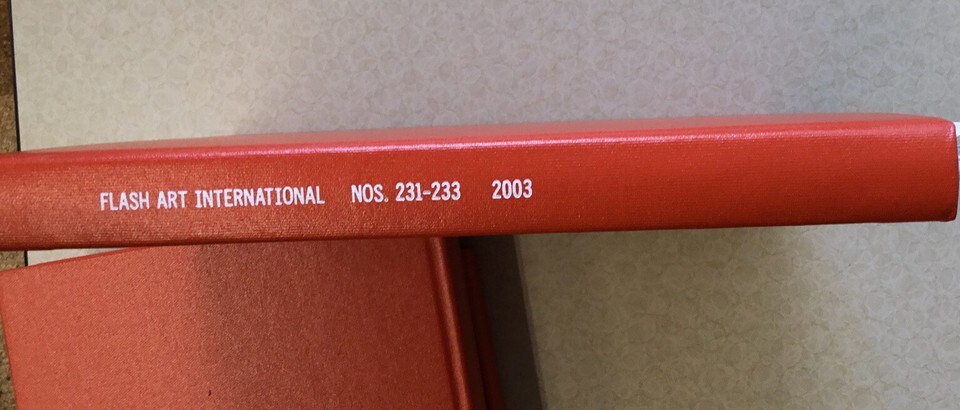 FLASH ART INTERNATIONAL NOS. 231-233 2003